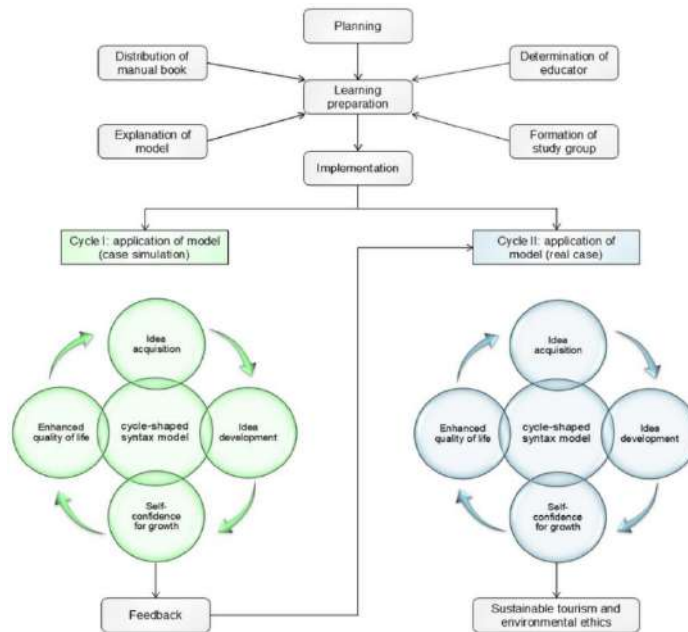 Planning
Distribution of
manual book
Determination of
educator
Learning
preparation
Explanation of
model
Formation of
study group
Implementation
Cycle I: application of model
(case simulation)
Cycle II: application of
model (real case)
Idea
acquisition
Enhanced
quality of life
cycle-shaped
syntax model
Idea
development
Self-
confidence
for growth
Idea
acquisition
Enhanced
quality of life
cycle-shaped
syntax model
Idea
development
Self-
confidence
for growth
Feedback
Sustainable tourism and
environmental ethics